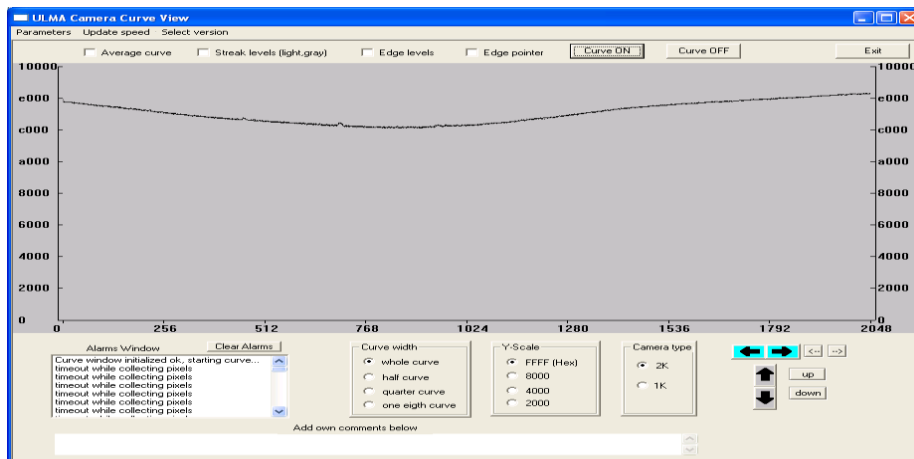 ULMA Camera Curve View
Parameters Update speed Select version
Average curve Streak levels (light,gray) Edge levels Edge pointer Curve ON Curve OFF Exit
10000 10000
e000 e000
c000 c000
a000 a000
8000 8000
6000 6000
4000 4000
2000 2000
0 0
0 256 512 768 1024 1280 1536 1792 2048
Alarms Window Clear Alarms
Curve window initialized ok, starting curve...
timeout while collecting pixels
timeout while collecting pixels
timeout while collecting pixels
timeout while collecting pixels
timeout while collecting pixels
timeout while collecting pixels
Curve width
whole curve
half curve
quarter curve
one eigth curve
Y-Scale
FFFF (Hex)
8000
4000
2000
Camera type
2K
1K
<-- -->
up
down
Add own comments below